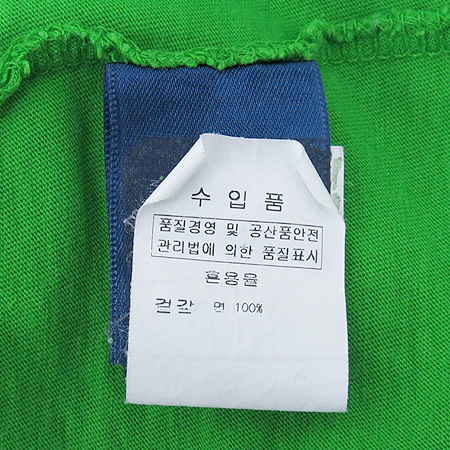 수입품
품질경영 및 공산품안전
관리법에 의한 품질표시
혼용율
겉감 면 100%